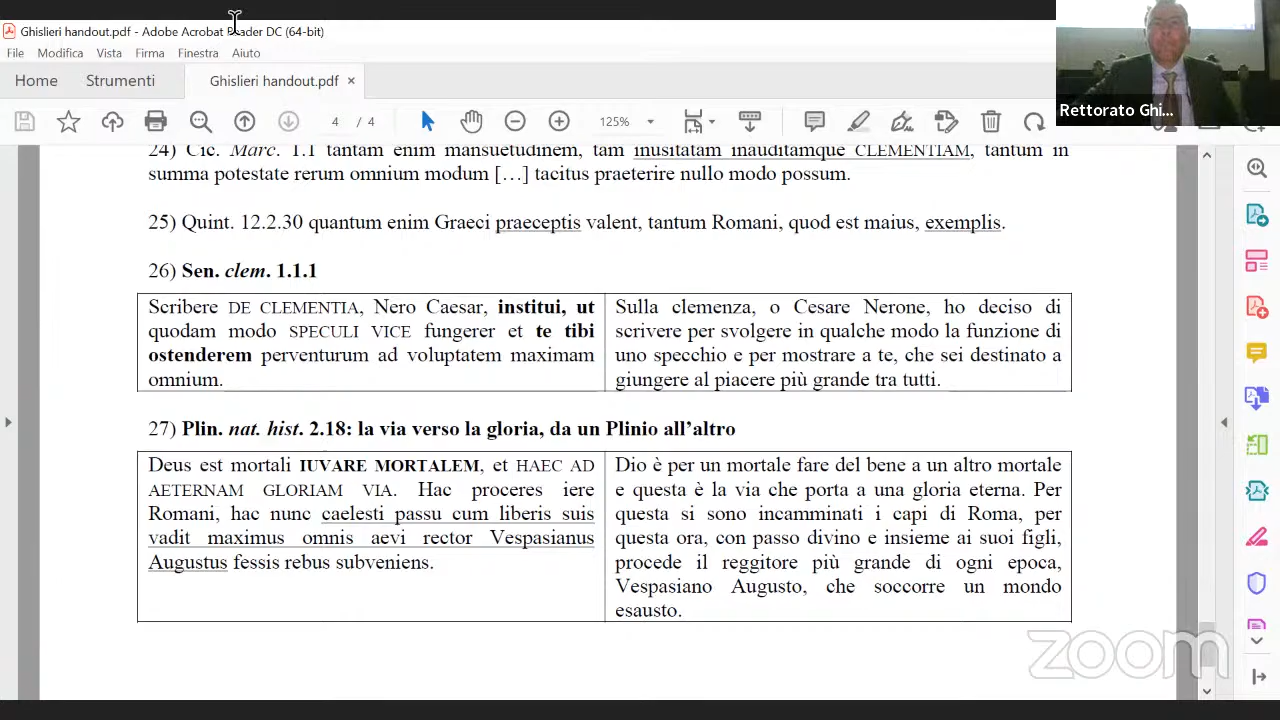 Ghislieri handout.pdf - Adobe Acrobat Reader DC (64-bit)
File Modifica Vista Firma Finestra Aiuto
Home Strumenti Ghislieri handout.pdf ×
4 / 4 125%
Rettorato Ghi...
24) Cic. Marc. 1.1 tantam enim mansuetudinem, tam inusitatam inauditamque CLEMENTIAM, tantum in
summa potestate rerum omnium modum […] tacitus praeterire nullo modo possum.
25) Quint. 12.2.30 quantum enim Graeci praeceptis valent, tantum Romani, quod est maius, exemplis.
26) Sen. clem. 1.1.1
Scribere DE CLEMENTIA, Nero Caesar, institui, ut
quodam modo SPECULI VICE fungerer et te tibi
ostenderem perventurum ad voluptatem maximam
omnium.
Sulla clemenza, o Cesare Nerone, ho deciso di
scrivere per svolgere in qualche modo la funzione di
uno specchio e per mostrare a te, che sei destinato a
giungere al piacere più grande tra tutti.
27) Plin. nat. hist. 2.18: la via verso la gloria, da un Plinio all’altro
Deus est mortali IUVARE MORTALEM, et HAEC AD
AETERNAM GLORIAM VIA. Hac proceres iere
Romani, hac nunc caelesti passu cum liberis suis
vadit maximus omnis aevi rector Vespasianus
Augustus fessis rebus subveniens.
Dio è per un mortale fare del bene a un altro mortale
e questa è la via che porta a una gloria eterna. Per
questa si sono incamminati i capi di Roma, per
questa ora, con passo divino e insieme ai suoi figli,
procede il reggitore più grande di ogni epoca,
Vespasiano Augusto, che soccorre un mondo
esausto.
zoom